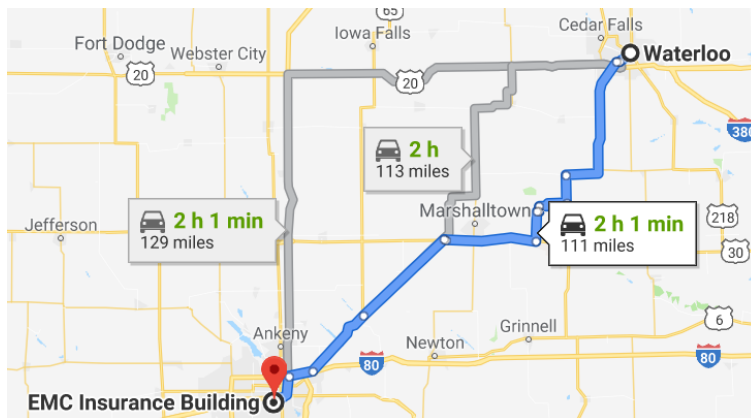 65
Iowa Falls
Cedar Falls
Fort Dodge
Webster City
Waterloo
20
20
380
2 h
113 miles
2 h 1 min
129 miles
Marshalltown
2 h 1 min
111 miles
218
Jefferson
30
6
Ankeny
Newton
Grinnell
80
80
EMC Insurance Building